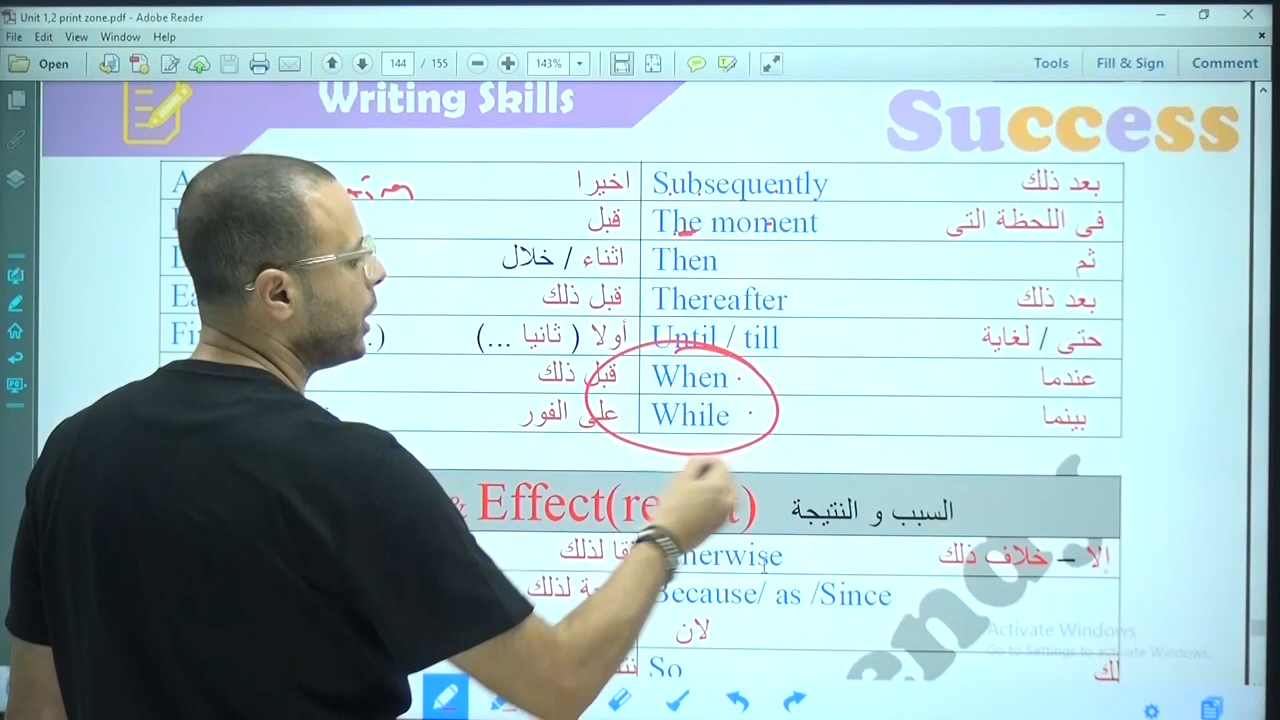 Unit 1,2 print zone.pdf - Adobe Reader
File Edit View Window Help
Open 144 / 155 143% Tools Fill & Sign Comment
Writing Skills Success
اخيرا Subsequently بعد ذلك
قبل The moment فى اللحظة التى
اثناء / خلال Then ثم
قبل ذلك Thereafter بعد ذلك
أولا ( ثانيا ...) Until / till حتى / لغاية
قبل ذلك When عندما
على الفور While بينما
& Effect السبب و النتيجة
إلا – خلاف ذلك
Because/ as /Since
لان
So
Activate Windows
Go to Settings to activate Windows.